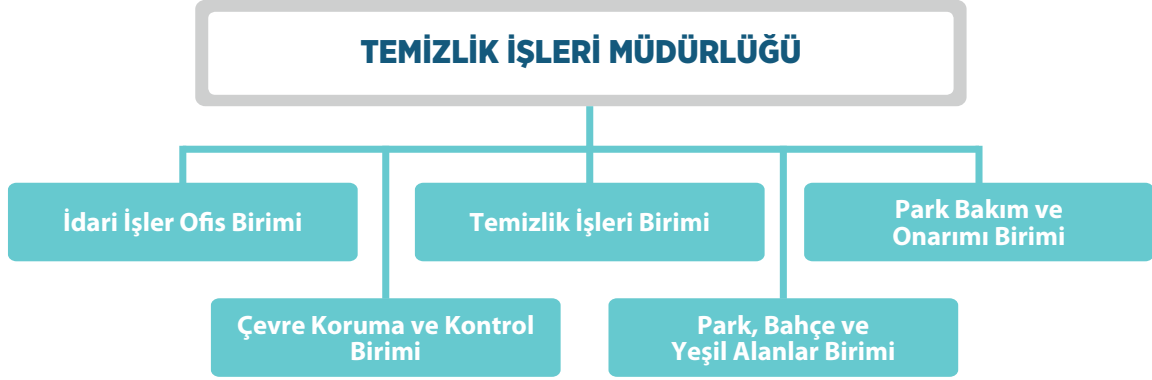 TEMİZLİK İŞLERİ MÜDÜRLÜĞÜ
İdari İşler Ofis Birimi
Temizlik İşleri Birimi
Park Bakım ve
Onarımı Birimi
Çevre Koruma ve Kontrol
Birimi
Park, Bahçe ve
Yeşil Alanlar Birimi